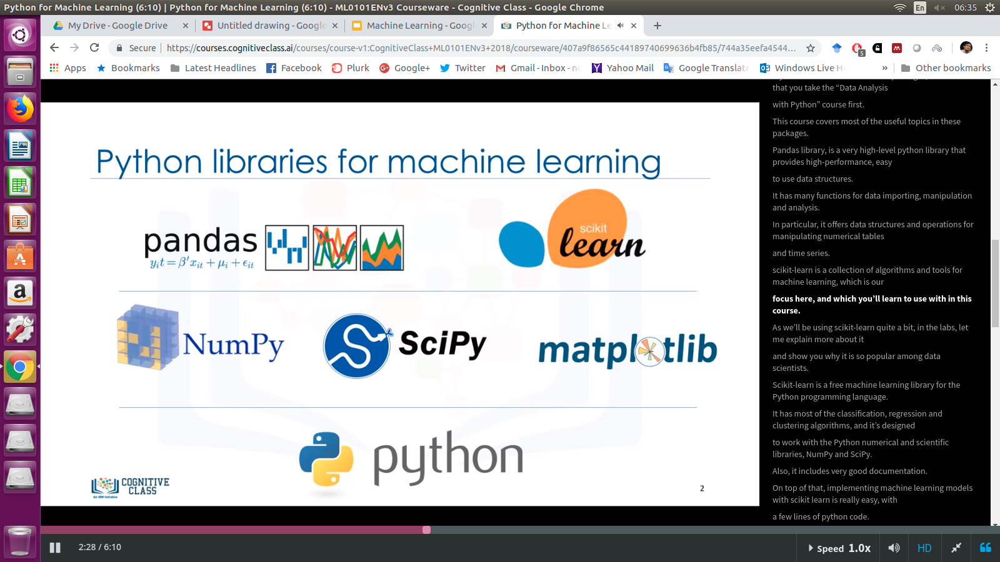 Python for Machine Learning (6:10) | Python for Machine Learning (6:10) - ML0101ENv3 Courseware - Cognitive Class - Google Chrome
En
06:35
My Drive - Google Drive
Untitled drawing - Google
Machine Learning - Googl
Python for Machine Le
Secure
https://courses.cognitiveclass.ai/courses/course-v1:CognitiveClass+ML0101ENv3+2018/courseware/407a9f86565c44189740699636b4fb85/744a35eefa4544...
5
Apps
Bookmarks
Latest Headlines
Facebook
Plurk
Google+
Twitter
Gmail - Inbox - no
Yahoo Mail
Google Translate
Windows Live H
»
Other bookmarks
Python libraries for machine learning
pandas
y_it = β'x_it + μ_i + ϵ_it
scikit
learn
NumPy
SciPy
matplotlib
python
COGNITIVE
CLASS
An IBM Initiative
2
that you take the “Data Analysis
with Python” course first.
This course covers most of the useful topics in these
packages.
Pandas library, is a very high-level python library that
provides high-performance, easy
to use data structures.
It has many functions for data importing, manipulation
and analysis.
In particular, it offers data structures and operations for
manipulating numerical tables
and time series.
scikit-learn is a collection of algorithms and tools for
machine learning, which is our
focus here, and which you’ll learn to use with in this
course.
As we’ll be using scikit-learn quite a bit, in the labs, let
me explain more about it
and show you why it is so popular among data
scientists.
Scikit-learn is a free machine learning library for the
Python programming language.
It has most of the classification, regression and
clustering algorithms, and it’s designed
to work with the Python numerical and scientific
libraries, NumPy and SciPy.
Also, it includes very good documentation.
On top of that, implementing machine learning models
with scikit learn is really easy, with
a few lines of python code.
2:28 / 6:10
Speed 1.0x
HD